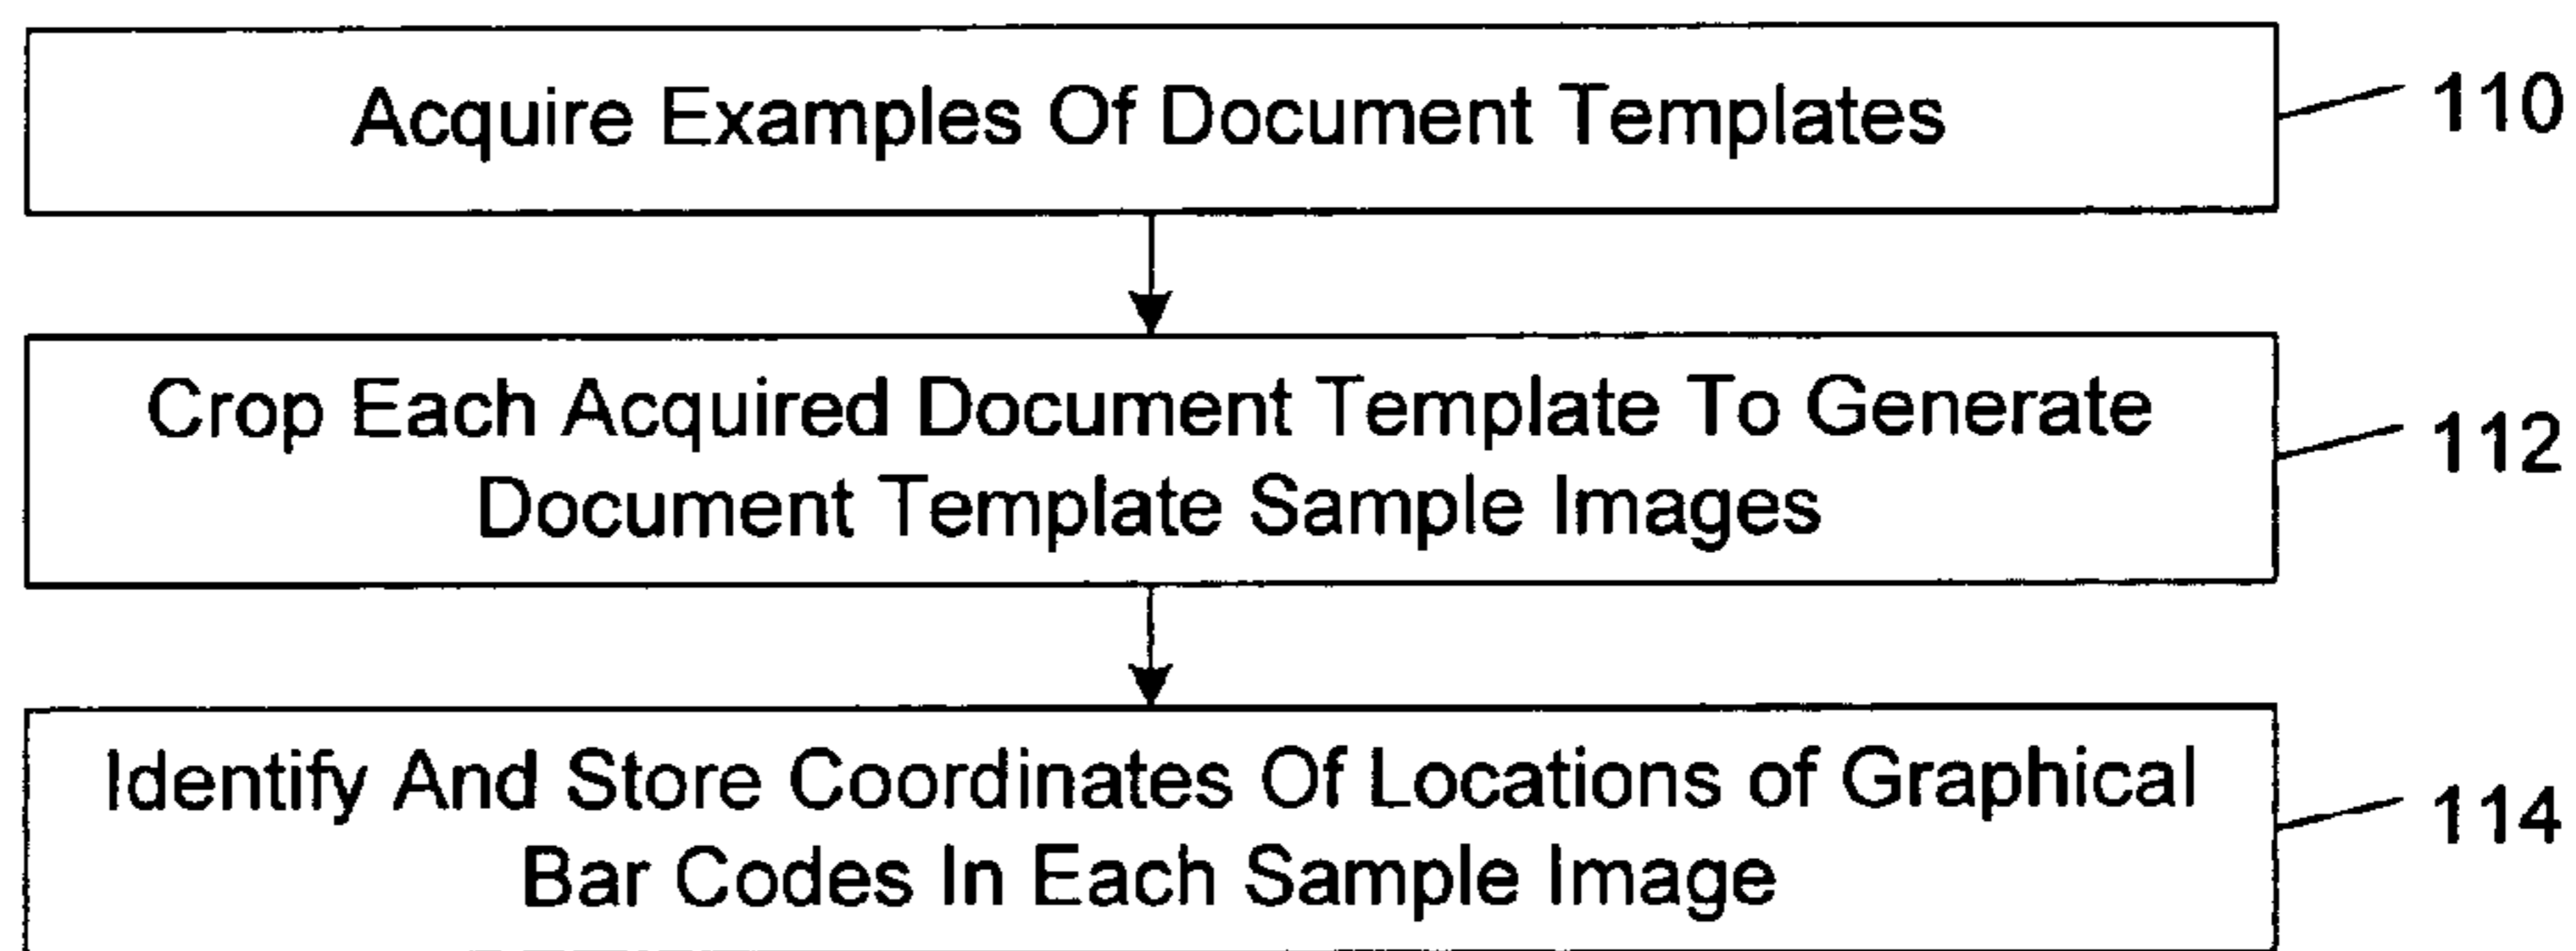 Acquire Examples Of Document Templates
110
Crop Each Acquired Document Template To Generate
Document Template Sample Images
112
Identify And Store Coordinates Of Locations of Graphical
Bar Codes In Each Sample Image
114